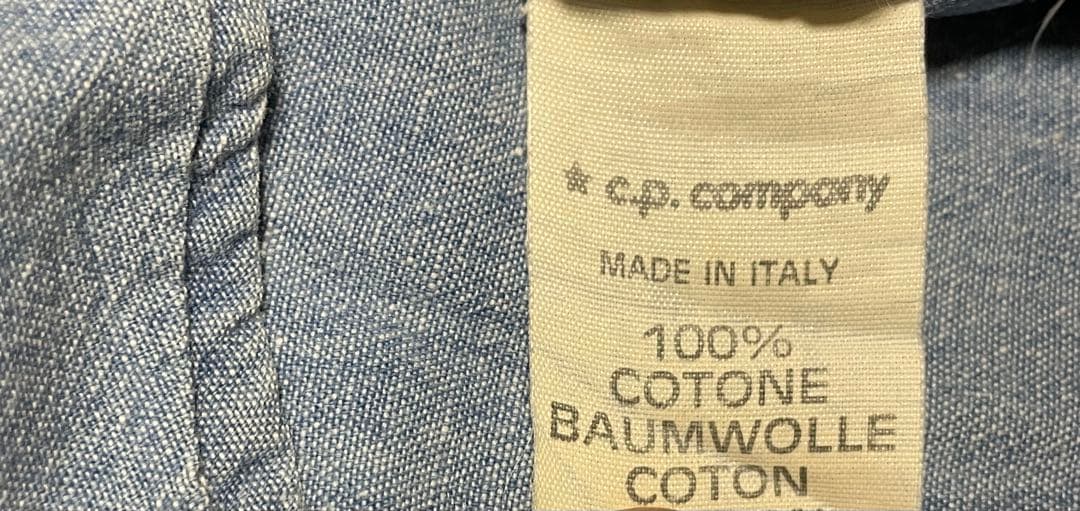 * c.p. company
MADE IN ITALY
100%
COTONE
BAUMWOLLE
COTON